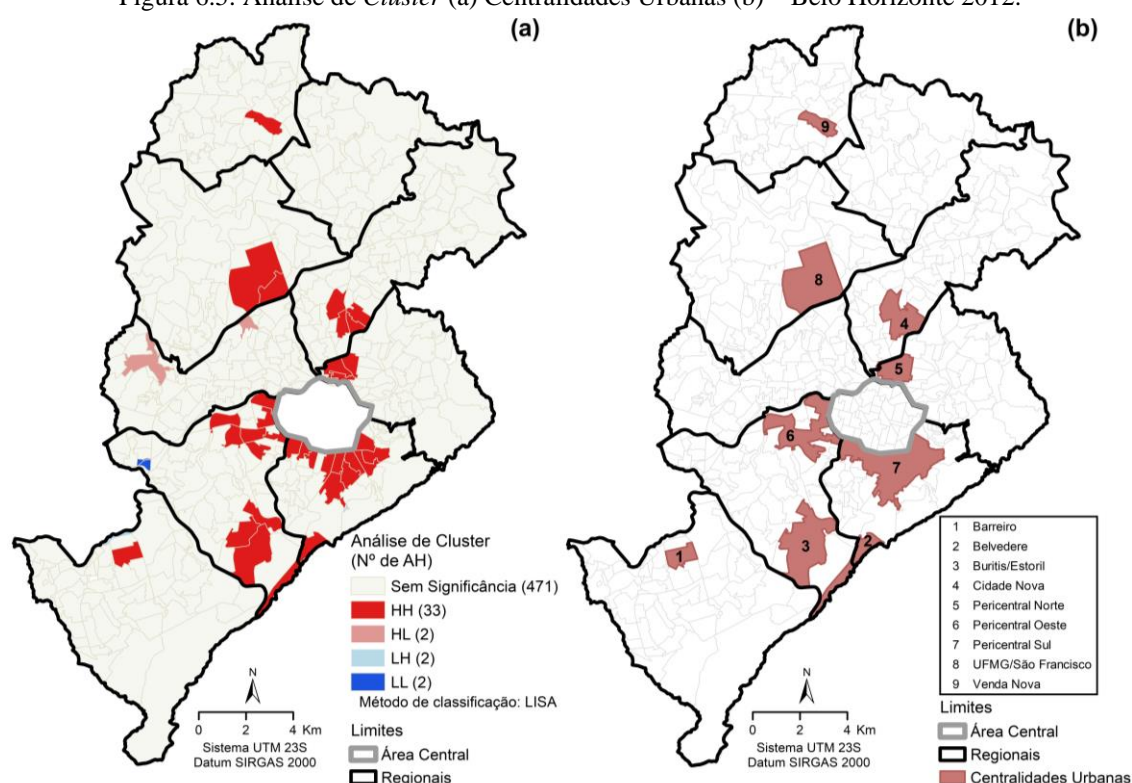 Figura 6.3: Análise de Cluster (a) Centralidades Urbanas (b) – Belo Horizonte 2012.
(a)
Análise de Cluster
(Nº de AH)
Sem Significância (471)
HH (33)
HL (2)
LH (2)
LL (2)
Método de classificação: LISA
Limites
Área Central
Regionais
N
0 2 4 Km
Sistema UTM 23S
Datum SIRGAS 2000
(b)
9
8
4
5
6
7
3
2
1
1 Barreiro
2 Belvedere
3 Buritis/Estoril
4 Cidade Nova
5 Pericentral Norte
6 Pericentral Oeste
7 Pericentral Sul
8 UFMG/São Francisco
9 Venda Nova
Limites
Área Central
Regionais
Centralidades Urbanas
N
0 2 4 Km
Sistema UTM 23S
Datum SIRGAS 2000